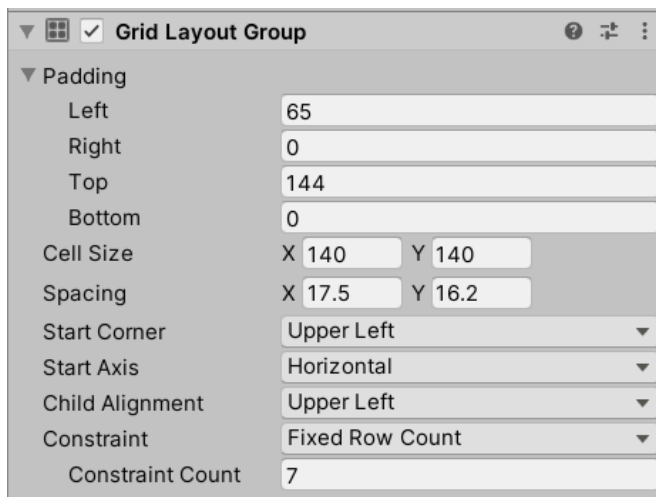 Grid Layout Group
Padding
Left 65
Right 0
Top 144
Bottom 0
Cell Size X 140 Y 140
Spacing X 17.5 Y 16.2
Start Corner Upper Left
Start Axis Horizontal
Child Alignment Upper Left
Constraint Fixed Row Count
Constraint Count 7